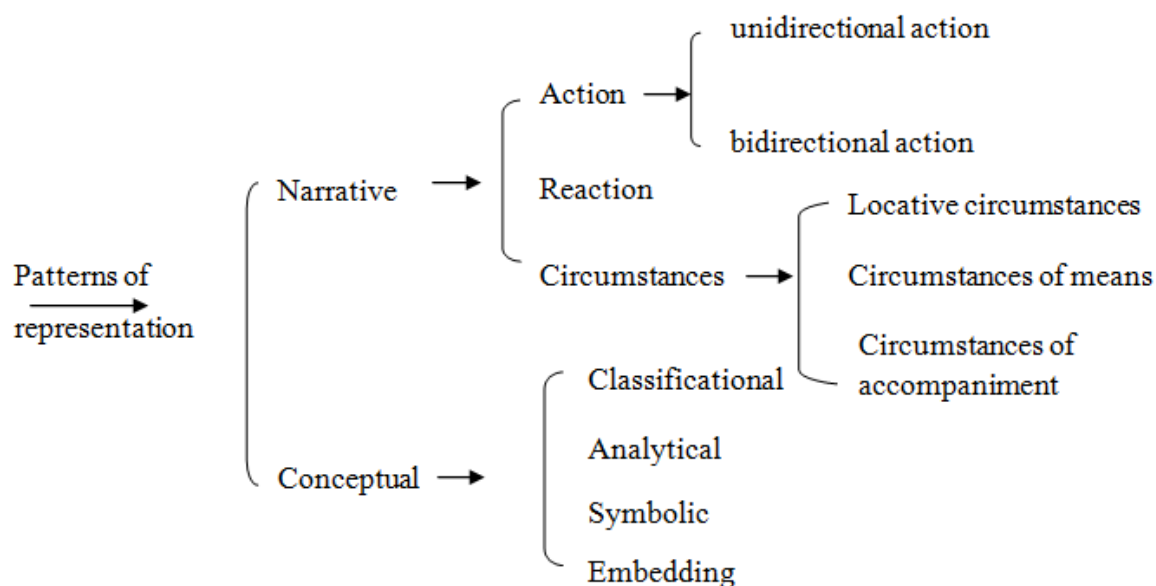 unidirectional action
Action
bidirectional action
Narrative
Reaction
Locative circumstances
Patterns of
representation
Circumstances
Circumstances of means
Circumstances of
accompaniment
Classificational
Analytical
Conceptual
Symbolic
Embedding